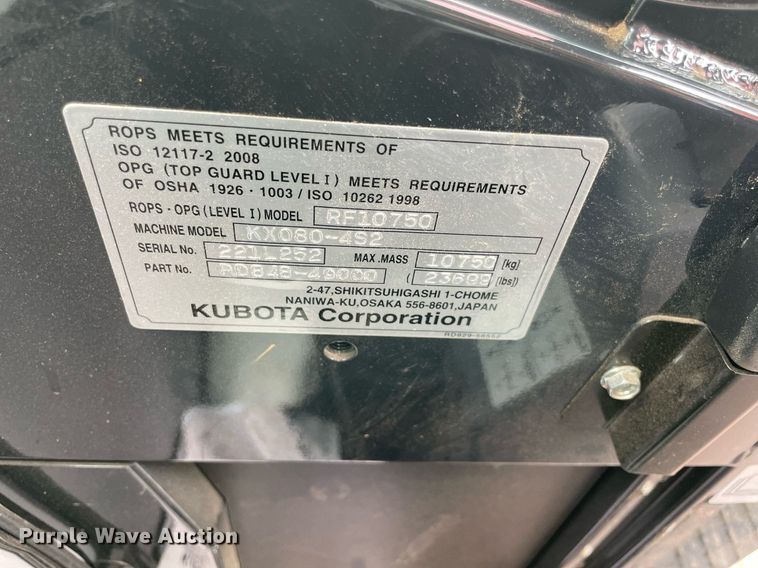 ROPS MEETS REQUIREMENTS OF
ISO 12117-2 2008
OPG (TOP GUARD LEVEL I) MEETS REQUIREMENTS
OF OSHA 1926・1003 / ISO 10262 1998
ROPS - OPG (LEVEL I) MODEL RF10750
MACHINE MODEL KX080-4S2
SERIAL No. 221L252 MAX.MASS 10750 [kg]
PART No. RD848-49000 (23699 [lbs])
2-47,SHIKITSUHIGASHI 1-CHOME
NANIWA-KU,OSAKA 556-8601,JAPAN
KUBOTA Corporation
Purple Wave Auction